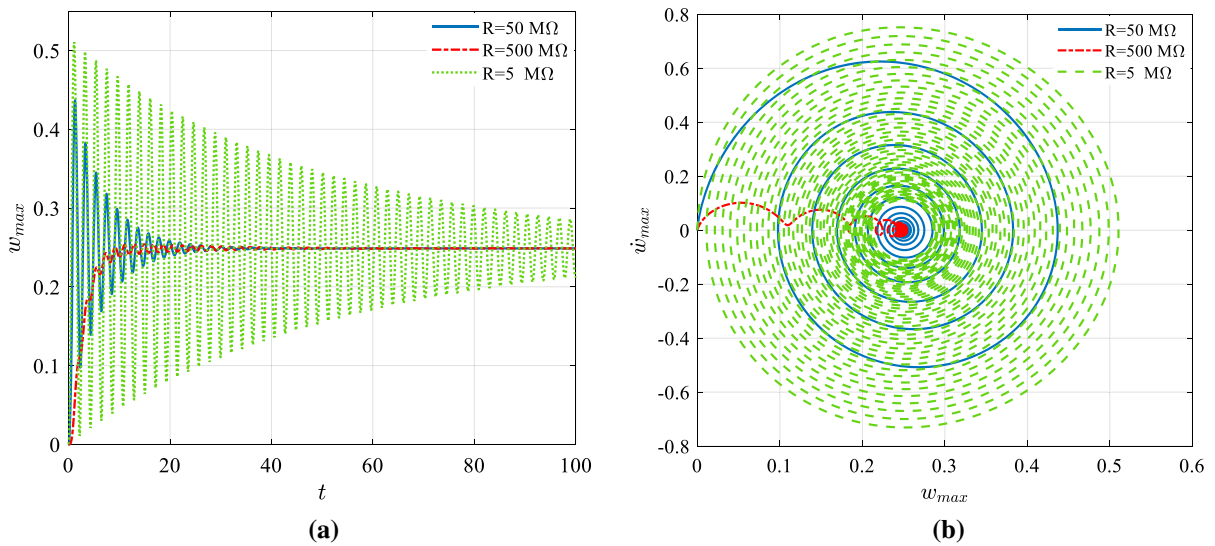 R=50 MΩ
R=500 MΩ
R=5 MΩ
0.5
0.4
0.3
0.2
0.1
0
w_max
0 20 40 60 80 100
t
(a)
R=50 MΩ
R=500 MΩ
R=5 MΩ
0.8
0.6
0.4
0.2
0
-0.2
-0.4
-0.6
-0.8
ẇ_max
0 0.1 0.2 0.3 0.4 0.5 0.6
w_max
(b)